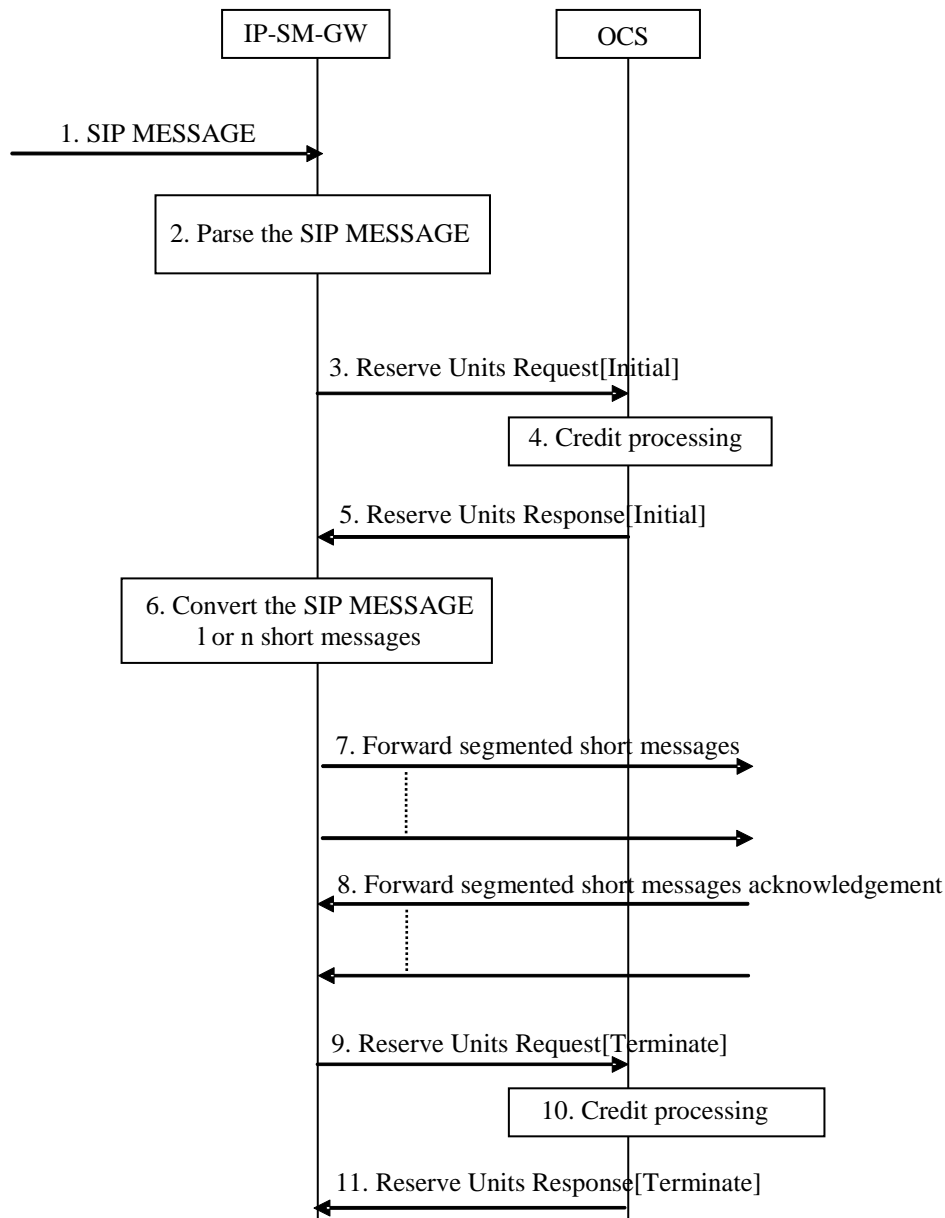 IP-SM-GW
OCS
1. SIP MESSAGE
2. Parse the SIP MESSAGE
3. Reserve Units Request[Initial]
4. Credit processing
5. Reserve Units Response[Initial]
6. Convert the SIP MESSAGE
l or n short messages
7. Forward segmented short messages
8. Forward segmented short messages acknowledgement
9. Reserve Units Request[Terminate]
10. Credit processing
11. Reserve Units Response[Terminate]